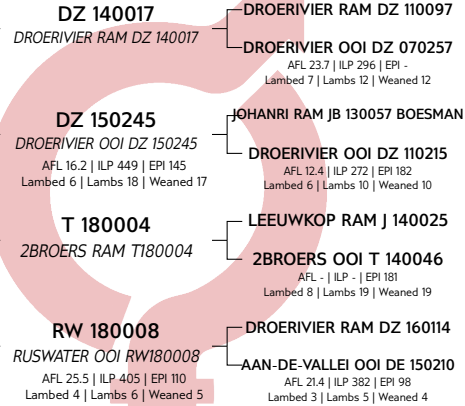 DZ 140017
DROERIVIER RAM DZ 140017
DROERIVIER RAM DZ 110097
DROERIVIER OOI DZ 070257
AFL 23.7 | ILP 296 | EPI -
Lambed 7 | Lambs 12 | Weaned 12
DZ 150245
DROERIVIER OOI DZ 150245
AFL 16.2 | ILP 449 | EPI 145
Lambed 6 | Lambs 18 | Weaned 17
JOHANRI RAM JB 130057 BOESMAN
DROERIVIER OOI DZ 110215
AFL 12.4 | ILP 272 | EPI 182
Lambed 6 | Lambs 10 | Weaned 10
T 180004
2BROERS RAM T180004
LEEUWKOP RAM J 140025
2BROERS OOI T 140046
AFL - | ILP - | EPI 181
Lambed 8 | Lambs 19 | Weaned 19
RW 180008
RUSWATER OOI RW180008
AFL 25.5 | ILP 405 | EPI 110
Lambed 4 | Lambs 6 | Weaned 5
DROERIVIER RAM DZ 160114
AAN-DE-VALLEI OOI DE 150210
AFL 21.4 | ILP 382 | EPI 98
Lambed 3 | Lambs 5 | Weaned 4